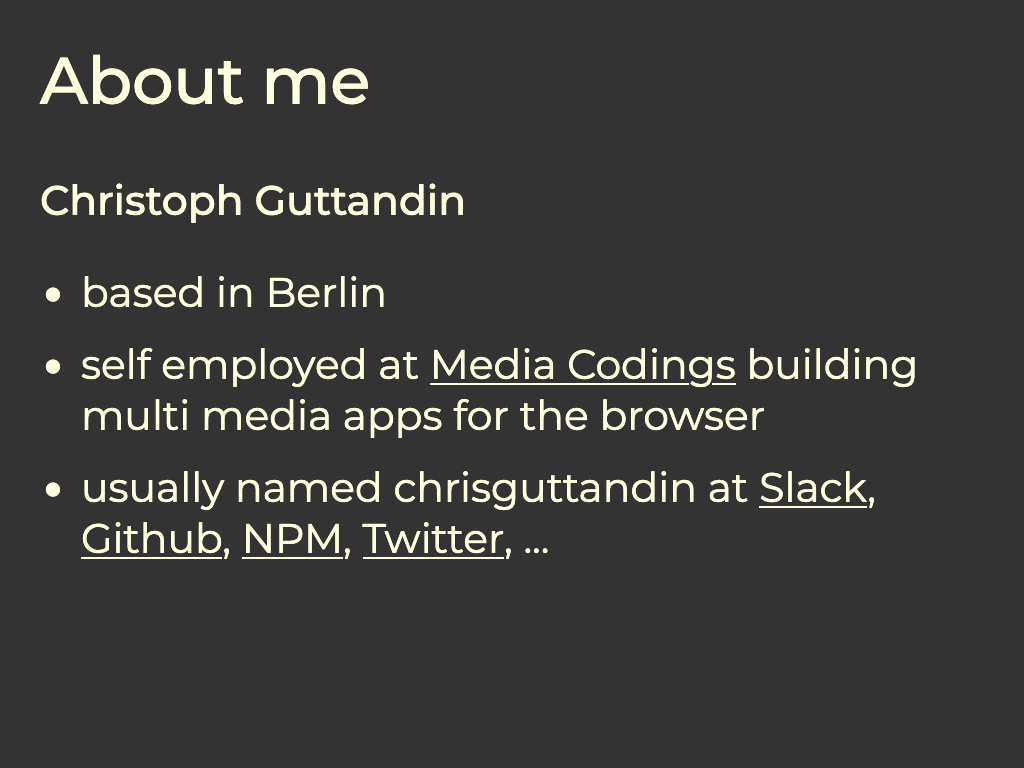 About me
Christoph Guttandin
• based in Berlin
• self employed at Media Codings building
multi media apps for the browser
• usually named chrisguttandin at Slack,
Github, NPM, Twitter, ...